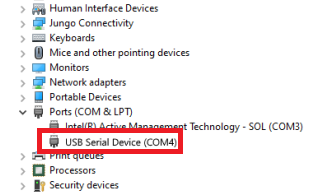 Human Interface Devices
Jungo Connectivity
Keyboards
Mice and other pointing devices
Monitors
Network adapters
Portable Devices
Ports (COM & LPT)
Intel(R) Active Management Technology - SOL (COM3)
USB Serial Device (COM4)
Print queues
Processors
Security devices